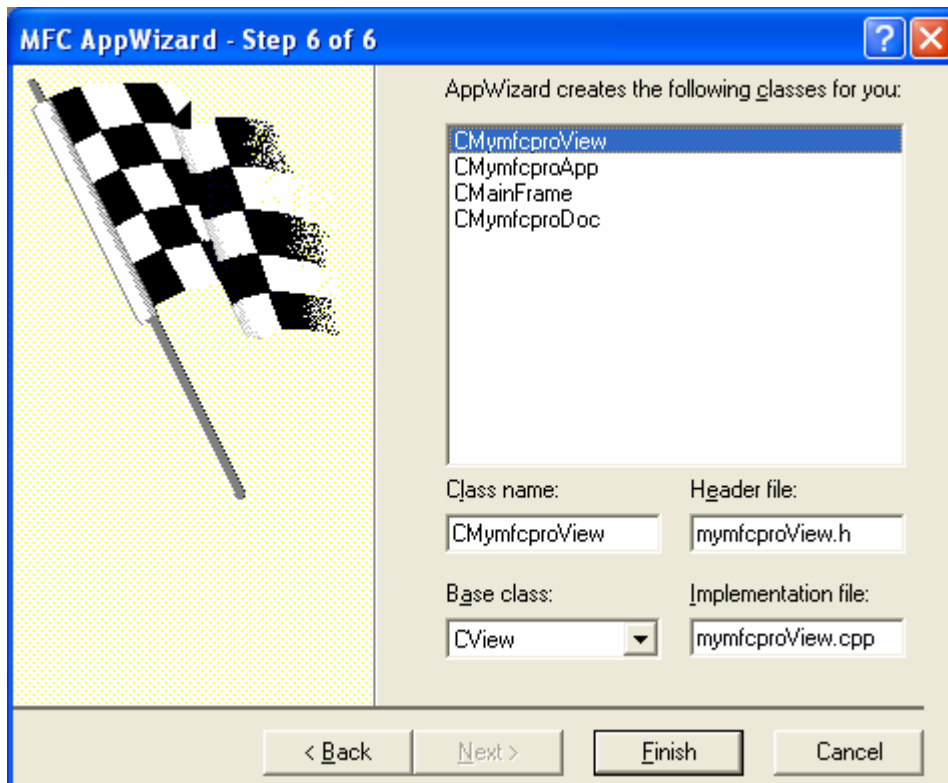 MFC AppWizard - Step 6 of 6
AppWizard creates the following classes for you:
CMymfcproView
CMymfcproApp
CMainFrame
CMymfcproDoc
Class name:
Header file:
CMymfcproView
mymfcproView.h
Base class:
Implementation file:
CView
mymfcproView.cpp
< Back
Next >
Finish
Cancel